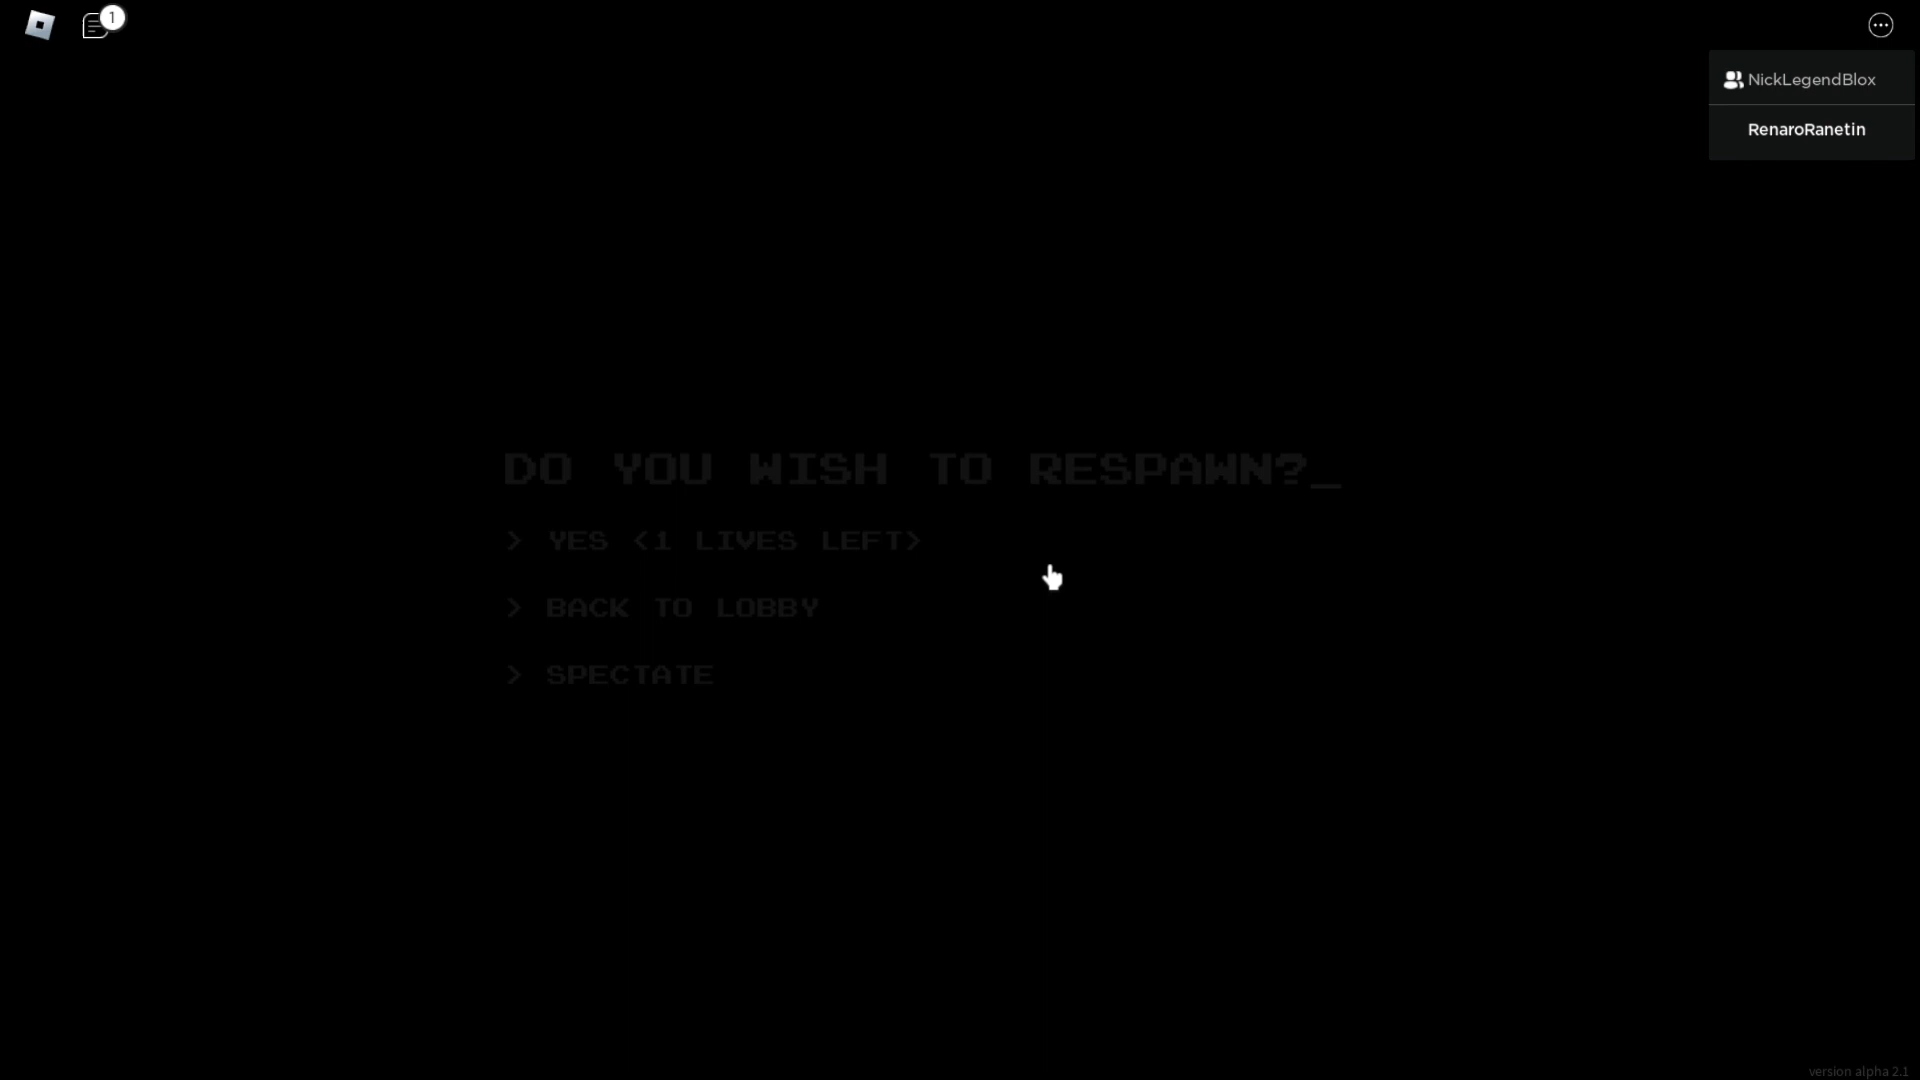 1
NickLegendBlox
RenaroRanetin
DO YOU WISH TO RESPAWN?_
> YES <1 LIVES LEFT>
> BACK TO LOBBY
> SPECTATE
version alpha 2.1